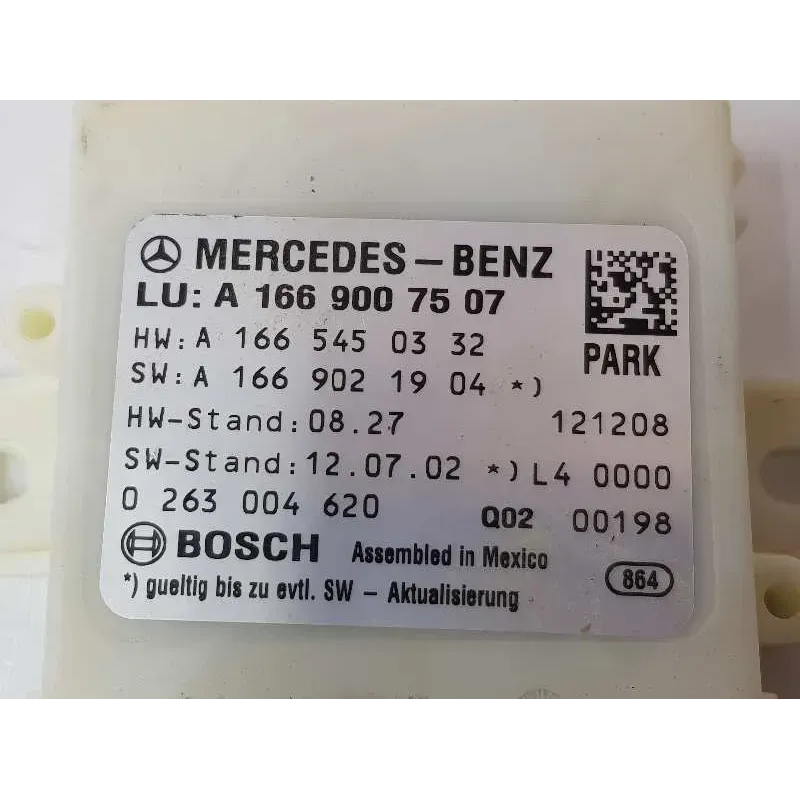 MERCEDES-BENZ
LU: A 166 900 75 07
HW: A 166 545 03 32
PARK
SW: A 166 902 19 04 *)
HW-Stand: 08.27 121208
SW-Stand: 12.07.02 *) L4 0000
0 263 004 620 Q02 00198
BOSCH Assembled in Mexico
864
*) gueltig bis zu evtl. SW - Aktualisierung